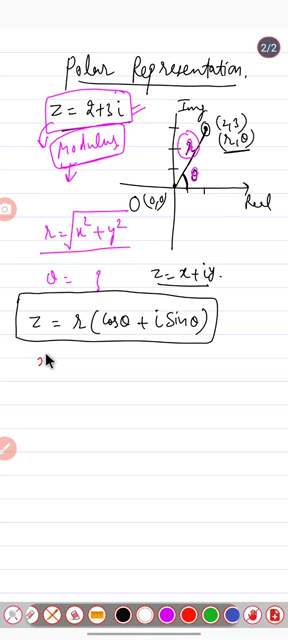 2/2
Polar Representation.
z = 2+3i
Modulus
Img
(2,3)
(r,θ)
r
θ
O (0,0)
Real
r = √x² + y²
θ = {
z = x+iy.
z = r (cosθ + i sinθ)